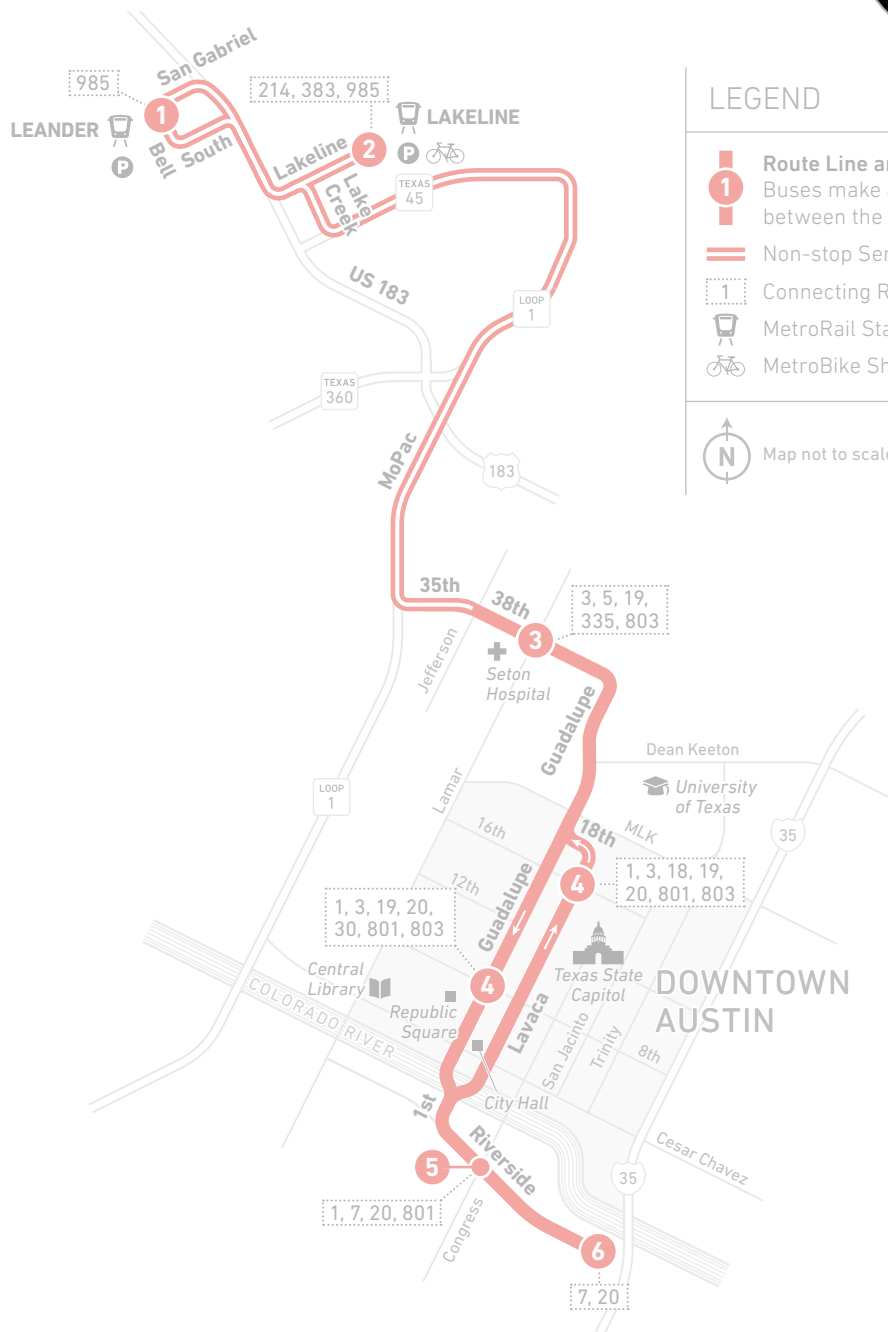 San Gabriel
985
214, 383, 985
1
LEANDER
P
Bell
South
Lakeline
2
LAKELINE
P
Lake
Creek
TEXAS
45
US 183
LOOP
1
TEXAS
360
MoPac
183
LEGEND
1
Route Line
Buses make
between the
Non-stop
1
Connecting
MetroRail
MetroBike
N
Map not to scale
35th
38th
3, 5, 19,
335, 803
3
Jefferson
Seton
Hospital
Guadalupe
Dean Keeton
University
of Texas
LOOP
1
Lamar
16th
18th
MLK
35
12th
4
1, 3, 18, 19,
20, 801, 803
1, 3, 19, 20,
30, 801, 803
Guadalupe
Central
Library
4
Texas State
Capitol
DOWNTOWN
AUSTIN
COLORADO RIVER
Republic
Square
Lavaca
San Jacinto
Trinity
8th
City Hall
1st
Riverside
Cesar Chavez
5
35
1, 7, 20, 801
Congress
6
7, 20